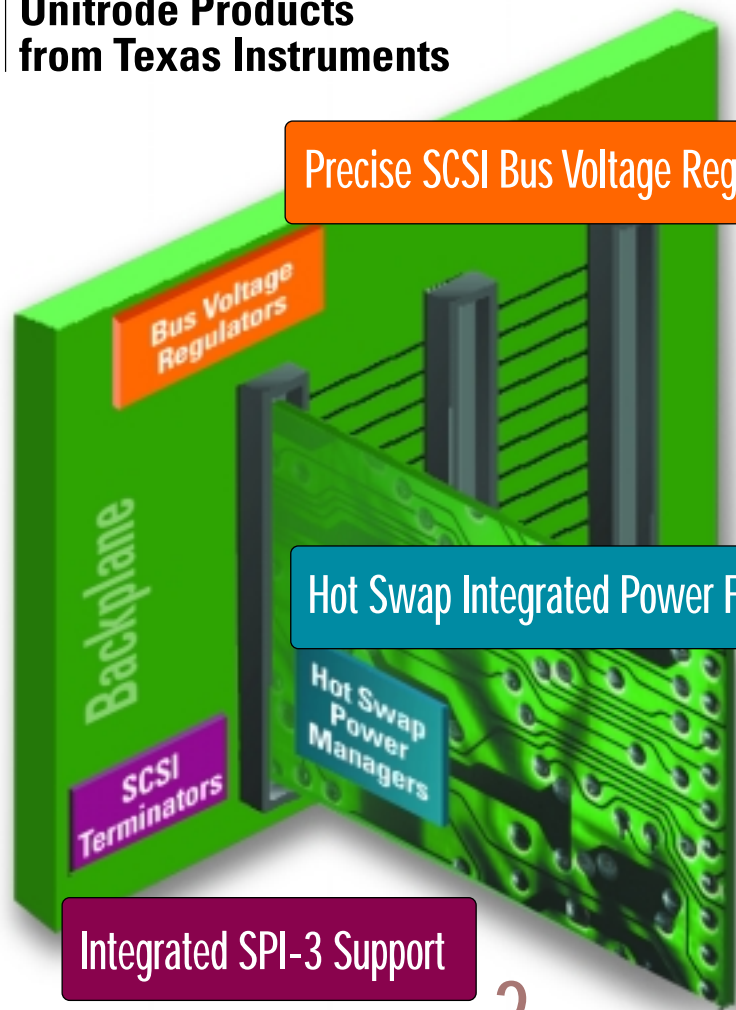 Unitrode Products
from Texas Instruments
Precise SCSI Bus Voltage Reg
Bus Voltage
Regulators
Backplane
Hot Swap Integrated Power
Hot Swap
Power
Managers
SCSI
Terminators
Integrated SPI-3 Support